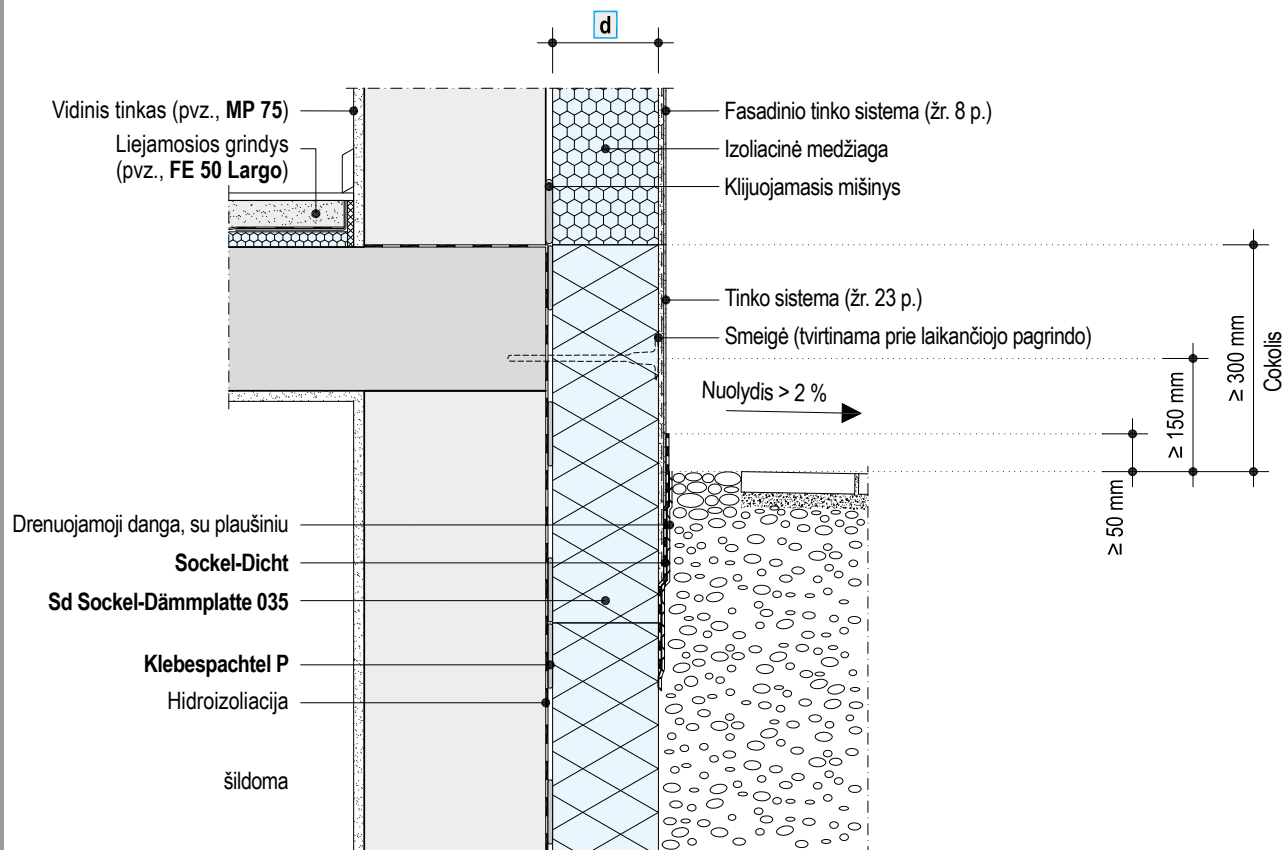 d
Vidinis tinkas (pvz., MP 75)
Liejamosios grindys
(pvz., FE 50 Largo)
Fasadinio tinko sistema (žr. 8 p.)
Izoliacinė medžiaga
Klijuojamasis mišinys
Tinko sistema (žr. 23 p.)
Smeigė (tvirtinama prie laikančiojo pagrindo)
Nuolydis > 2 %
≥ 50 mm
≥ 150 mm
≥ 300 mm
Cokolis
Drenuojamoji danga, su plaušiniu
Sockel-Dicht
Sd Sockel-Dämmplatte 035
Klebespachtel P
Hidroizoliacija
šildoma